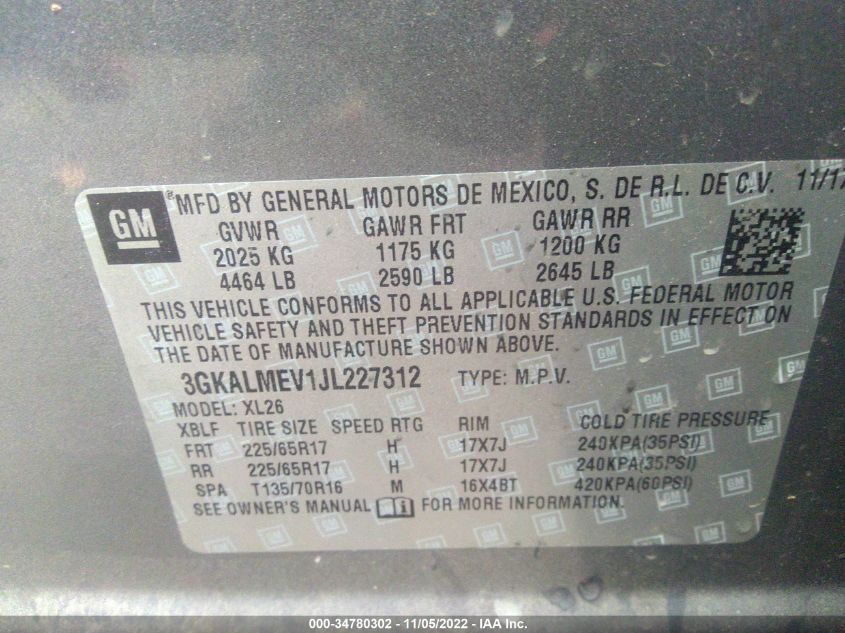 GM
MFD BY GENERAL MOTORS DE MEXICO, S. DE R.L. DE C.V. 11/17
GVWR GAWR FRT GAWR RR
2025 KG 1175 KG 1200 KG
4464 LB 2590 LB 2645 LB
THIS VEHICLE CONFORMS TO ALL APPLICABLE U.S. FEDERAL MOTOR
VEHICLE SAFETY AND THEFT PREVENTION STANDARDS IN EFFECT ON
THE DATE OF MANUFACTURE SHOWN ABOVE.
3GKALMEV1JL227312 TYPE: M.P.V.
MODEL: XL26
XBLF TIRE SIZE SPEED RTG RIM COLD TIRE PRESSURE
FRT 225/65R17 H 17X7J 240KPA(35PSI)
RR 225/65R17 H 17X7J 240KPA(35PSI)
SPA T135/70R16 M 16X4BT 420KPA(60PSI)
SEE OWNER'S MANUAL FOR MORE INFORMATION.
000-34780302 - 11/05/2022 - IAA Inc.